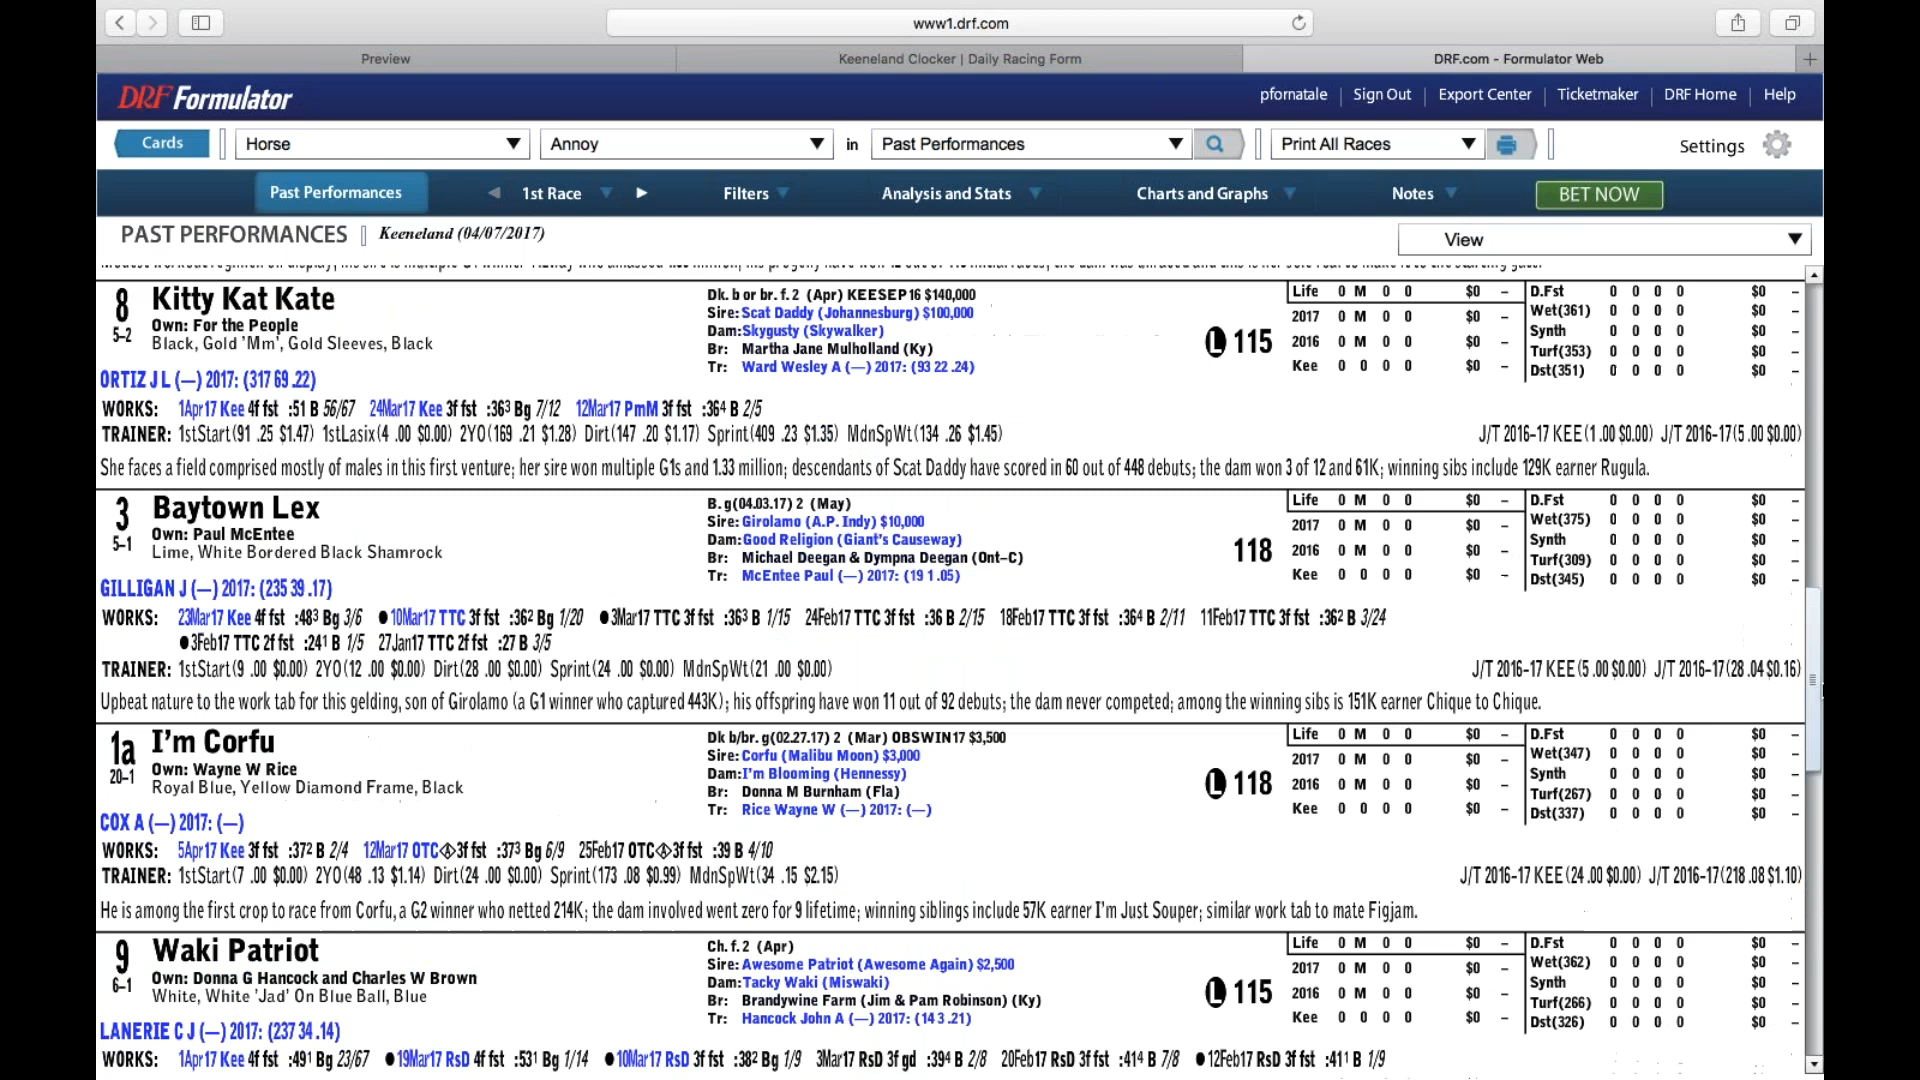 www1.drf.com
Preview
Keeneland Clocker | Daily Racing Form
DRF.com - Formulator Web
DRF Formulator
pfornatale | Sign Out | Export Center | Ticketmaker | DRF Home | Help
Cards
Horse
Annoy
in
Past Performances
Print All Races
Settings
Past Performances
1st Race
Filters
Analysis and Stats
Charts and Graphs
Notes
BET NOW
PAST PERFORMANCES
Keeneland (04/07/2017)
View
8 Kitty Kat Kate
5-2
Own: For the People
Black, Gold 'Mm', Gold Sleeves, Black
Dk. b or br. f. 2 (Apr) KEESEP16 $140,000
Sire: Scat Daddy (Johannesburg) $100,000
Dam: Skygusty (Skywalker)
Br: Martha Jane Mulholland (Ky)
Tr: Ward Wesley A (—) 2017: (93 22 .24)
L 115
Life 0 M 0 0 $0 –
2017 0 M 0 0 $0 –
2016 0 M 0 0 $0 –
Kee 0 0 0 0 $0 –
D.Fst 0 0 0 0 $0 –
Wet(361) 0 0 0 0 $0 –
Synth 0 0 0 0 $0 –
Turf(353) 0 0 0 0 $0 –
Dst(351) 0 0 0 0 $0 –
ORTIZ J L (—) 2017: (317 69 .22)
WORKS: 1Apr17 Kee 4f fst :51 B 56/67 24Mar17 Kee 3f fst :36³ Bg 7/12 12Mar17 PmM 3f fst :36⁴ B 2/5
TRAINER: 1stStart(91 .25 $1.47) 1stLasix(4 .00 $0.00) 2YO(169 .21 $1.28) Dirt(147 .20 $1.17) Sprint(409 .23 $1.35) MdnSpWt(134 .26 $1.45)
J/T 2016-17 KEE(1 .00 $0.00) J/T 2016-17(5 .00 $0.00)
She faces a field comprised mostly of males in this first venture; her sire won multiple G1s and 1.33 million; descendants of Scat Daddy have scored in 60 out of 448 debuts; the dam won 3 of 12 and 61K; winning sibs include 129K earner Rugula.
3 Baytown Lex
5-1
Own: Paul McEntee
Lime, White Bordered Black Shamrock
B. g(04.03.17) 2 (May)
Sire: Girolamo (A.P. Indy) $10,000
Dam: Good Religion (Giant's Causeway)
Br: Michael Deegan & Dympna Deegan (Ont-C)
Tr: McEntee Paul (—) 2017: (19 1 .05)
118
Life 0 M 0 0 $0 –
2017 0 M 0 0 $0 –
2016 0 M 0 0 $0 –
Kee 0 0 0 0 $0 –
D.Fst 0 0 0 0 $0 –
Wet(375) 0 0 0 0 $0 –
Synth 0 0 0 0 $0 –
Turf(309) 0 0 0 0 $0 –
Dst(345) 0 0 0 0 $0 –
GILLIGAN J (—) 2017: (235 39 .17)
WORKS: 23Mar17 Kee 4f fst :48³ Bg 3/6 ●10Mar17 TTC 3f fst :36² Bg 1/20 ●3Mar17 TTC 3f fst :36³ B 1/15 24Feb17 TTC 3f fst :36 B 2/15 18Feb17 TTC 3f fst :36⁴ B 2/11 11Feb17 TTC 3f fst :36² B 3/24
●3Feb17 TTC 2f fst :24¹ B 1/5 27Jan17 TTC 2f fst :27 B 3/5
TRAINER: 1stStart(9 .00 $0.00) 2YO(12 .00 $0.00) Dirt(28 .00 $0.00) Sprint(24 .00 $0.00) MdnSpWt(21 .00 $0.00)
J/T 2016-17 KEE(5 .00 $0.00) J/T 2016-17(28 .04 $0.16)
Upbeat nature to the work tab for this gelding, son of Girolamo (a G1 winner who captured 443K); his offspring have won 11 out of 92 debuts; the dam never competed; among the winning sibs is 151K earner Chique to Chique.
1a I'm Corfu
20-1
Own: Wayne W Rice
Royal Blue, Yellow Diamond Frame, Black
Dk b/br. g(02.27.17) 2 (Mar) OBSWIN17 $3,500
Sire: Corfu (Malibu Moon) $3,000
Dam: I'm Blooming (Hennessy)
Br: Donna M Burnham (Fla)
Tr: Rice Wayne W (—) 2017: (—)
L 118
Life 0 M 0 0 $0 –
2017 0 M 0 0 $0 –
2016 0 M 0 0 $0 –
Kee 0 0 0 0 $0 –
D.Fst 0 0 0 0 $0 –
Wet(347) 0 0 0 0 $0 –
Synth 0 0 0 0 $0 –
Turf(267) 0 0 0 0 $0 –
Dst(337) 0 0 0 0 $0 –
COX A (—) 2017: (—)
WORKS: 5Apr17 Kee 3f fst :37² B 2/4 12Mar17 OTC 3f fst :37³ Bg 6/9 25Feb17 OTC 3f fst :39 B 4/10
TRAINER: 1stStart(7 .00 $0.00) 2YO(48 .13 $1.14) Dirt(24 .00 $0.00) Sprint(173 .08 $0.99) MdnSpWt(34 .15 $2.15)
J/T 2016-17 KEE(24 .00 $0.00) J/T 2016-17(218 .08 $1.10)
He is among the first crop to race from Corfu, a G2 winner who netted 214K; the dam involved went zero for 9 lifetime; winning siblings include 57K earner I'm Just Souper; similar work tab to mate Figjam.
9 Waki Patriot
6-1
Own: Donna G Hancock and Charles W Brown
White, White 'Jad' On Blue Ball, Blue
Ch. f. 2 (Apr)
Sire: Awesome Patriot (Awesome Again) $2,500
Dam: Tacky Waki (Miswaki)
Br: Brandywine Farm (Jim & Pam Robinson) (Ky)
Tr: Hancock John A (—) 2017: (14 3 .21)
L 115
Life 0 M 0 0 $0 –
2017 0 M 0 0 $0 –
2016 0 M 0 0 $0 –
Kee 0 0 0 0 $0 –
D.Fst 0 0 0 0 $0 –
Wet(362) 0 0 0 0 $0 –
Synth 0 0 0 0 $0 –
Turf(266) 0 0 0 0 $0 –
Dst(326) 0 0 0 0 $0 –
LANERIE C J (—) 2017: (237 34 .14)
WORKS: 1Apr17 Kee 4f fst :49¹ Bg 23/67 ●19Mar17 RsD 4f fst :53¹ Bg 1/14 ●10Mar17 RsD 3f fst :38² Bg 1/9 3Mar17 RsD 3f gd :39⁴ B 2/8 20Feb17 RsD 3f fst :41⁴ B 7/8 ●12Feb17 RsD 3f fst :41¹ B 1/9